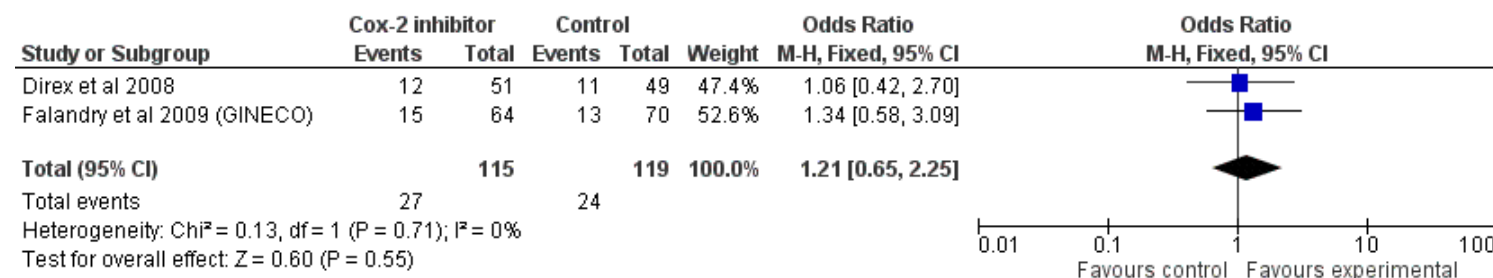 Cox-2 inhibitor Control Odds Ratio Odds Ratio
Study or Subgroup Events Total Events Total Weight M-H, Fixed, 95% CI M-H, Fixed, 95% CI
Direx et al 2008 12 51 11 49 47.4% 1.06 [0.42, 2.70]
Falandry et al 2009 (GINECO) 15 64 13 70 52.6% 1.34 [0.58, 3.09]
Total (95% CI) 115 119 100.0% 1.21 [0.65, 2.25]
Total events 27 24
Heterogeneity: Chi² = 0.13, df = 1 (P = 0.71); I² = 0%
Test for overall effect: Z = 0.60 (P = 0.55)
0.01 0.1 1 10 100
Favours control Favours experimental